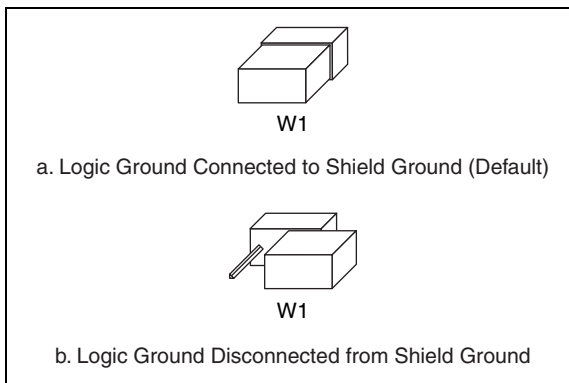 W1
a. Logic Ground Connected to Shield Ground (Default)
W1
b. Logic Ground Disconnected from Shield Ground